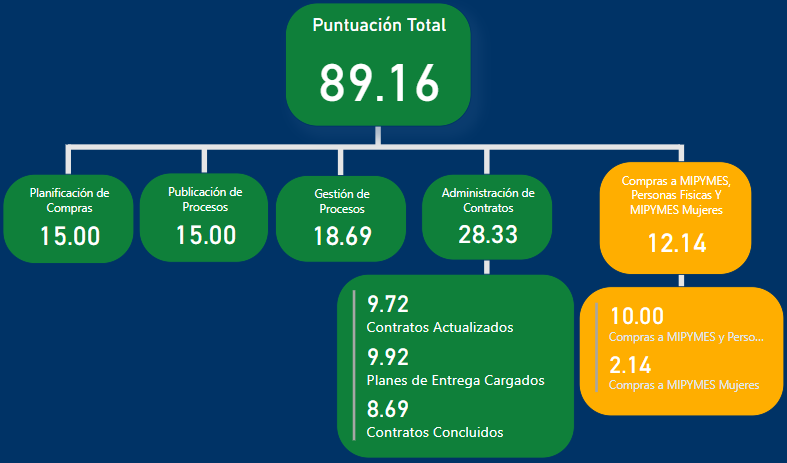 Puntuación Total
89.16
Planificación de
Compras
15.00
Publicación de
Procesos
15.00
Gestión de
Procesos
18.69
Administración de
Contratos
28.33
Compras a MIPYMES,
Personas Fisicas Y
MIPYMES Mujeres
12.14
9.72
Contratos Actualizados
9.92
Planes de Entrega Cargados
8.69
Contratos Concluidos
10.00
Compras a MIPYMES y Perso...
2.14
Compras a MIPYMES Mujeres